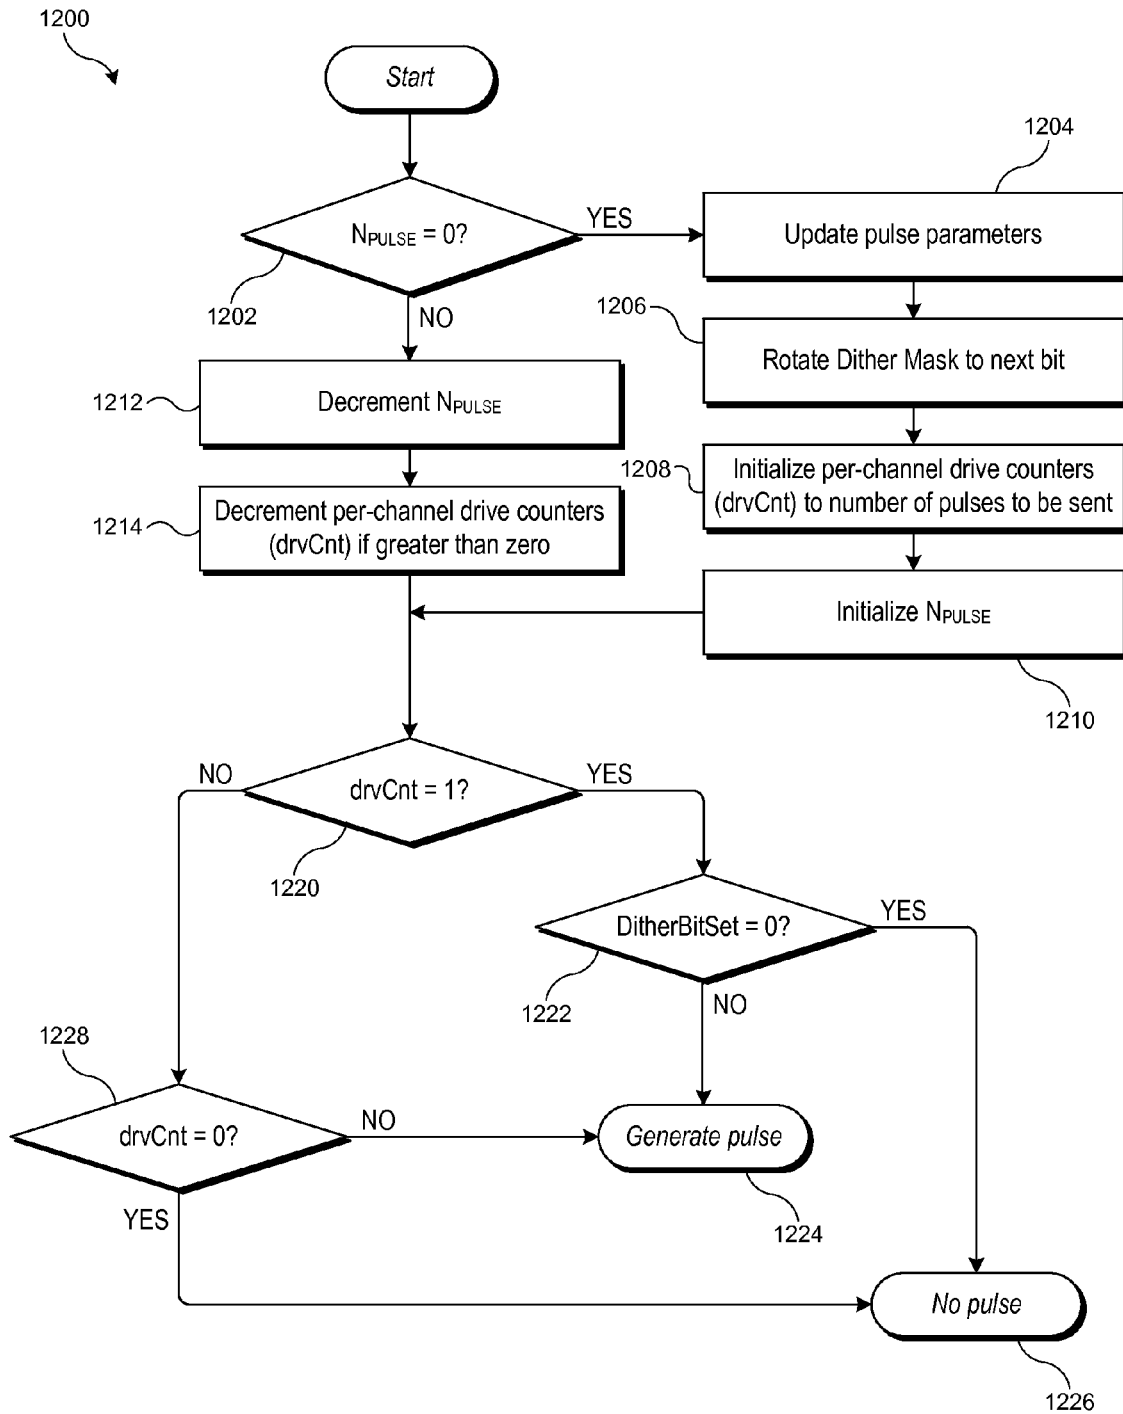 1200
Start
1204
N_PULSE = 0?
YES
Update pulse parameters
1202
NO
1206
Rotate Dither Mask to next bit
1212
Decrement N_PULSE
1208
Initialize per-channel drive counters
(drvCnt) to number of pulses to be sent
1214
Decrement per-channel drive counters
(drvCnt) if greater than zero
Initialize N_PULSE
1210
NO
drvCnt = 1?
YES
1220
DitherBitSet = 0?
YES
1222
NO
1228
drvCnt = 0?
NO
Generate pulse
YES
1224
No pulse
1226